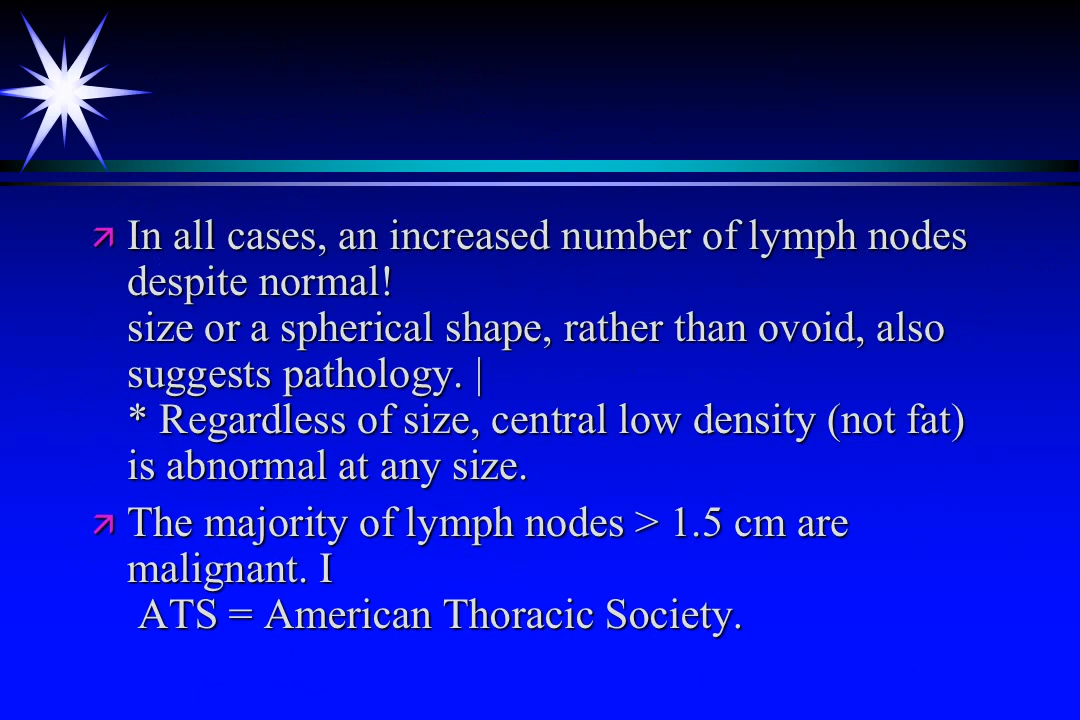 In all cases, an increased number of lymph nodes
despite normal!
size or a spherical shape, rather than ovoid, also
suggests pathology. |
* Regardless of size, central low density (not fat)
is abnormal at any size.
The majority of lymph nodes > 1.5 cm are
malignant. I
ATS = American Thoracic Society.